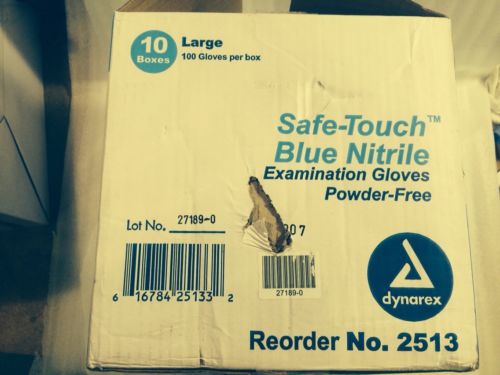 10
Boxes
Large
100 Gloves per box
Safe-Touch™
Blue Nitrile
Examination Gloves
Powder-Free
Lot No. 27189-0
07
6 16784 25133 2
27189-0
dynarex
Reorder No. 2513